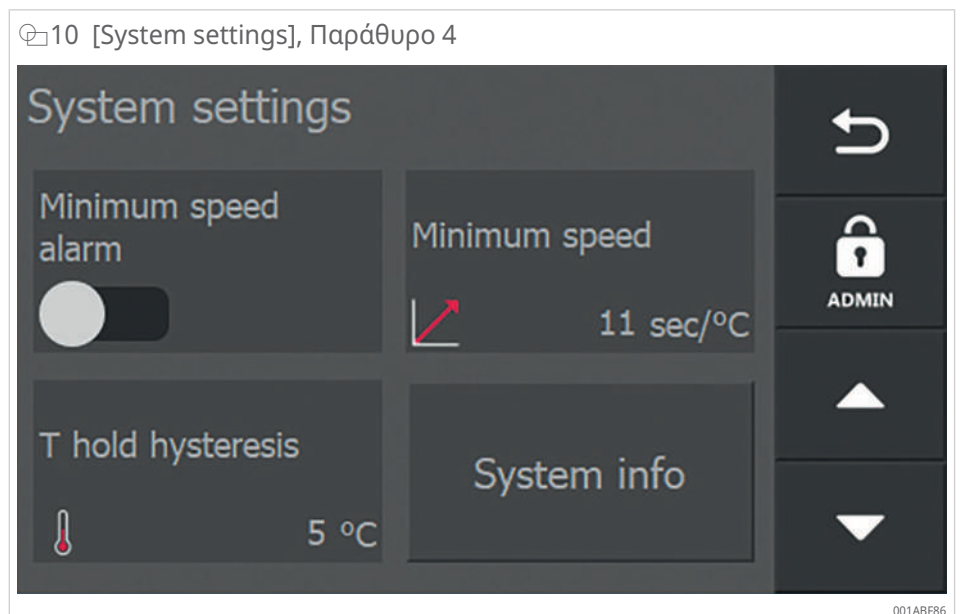 10 [System settings], Παράθυρο 4
System settings
Minimum speed
alarm
Minimum speed
11 sec/°C
ADMIN
T hold hysteresis
5 °C
System info
001ABF86